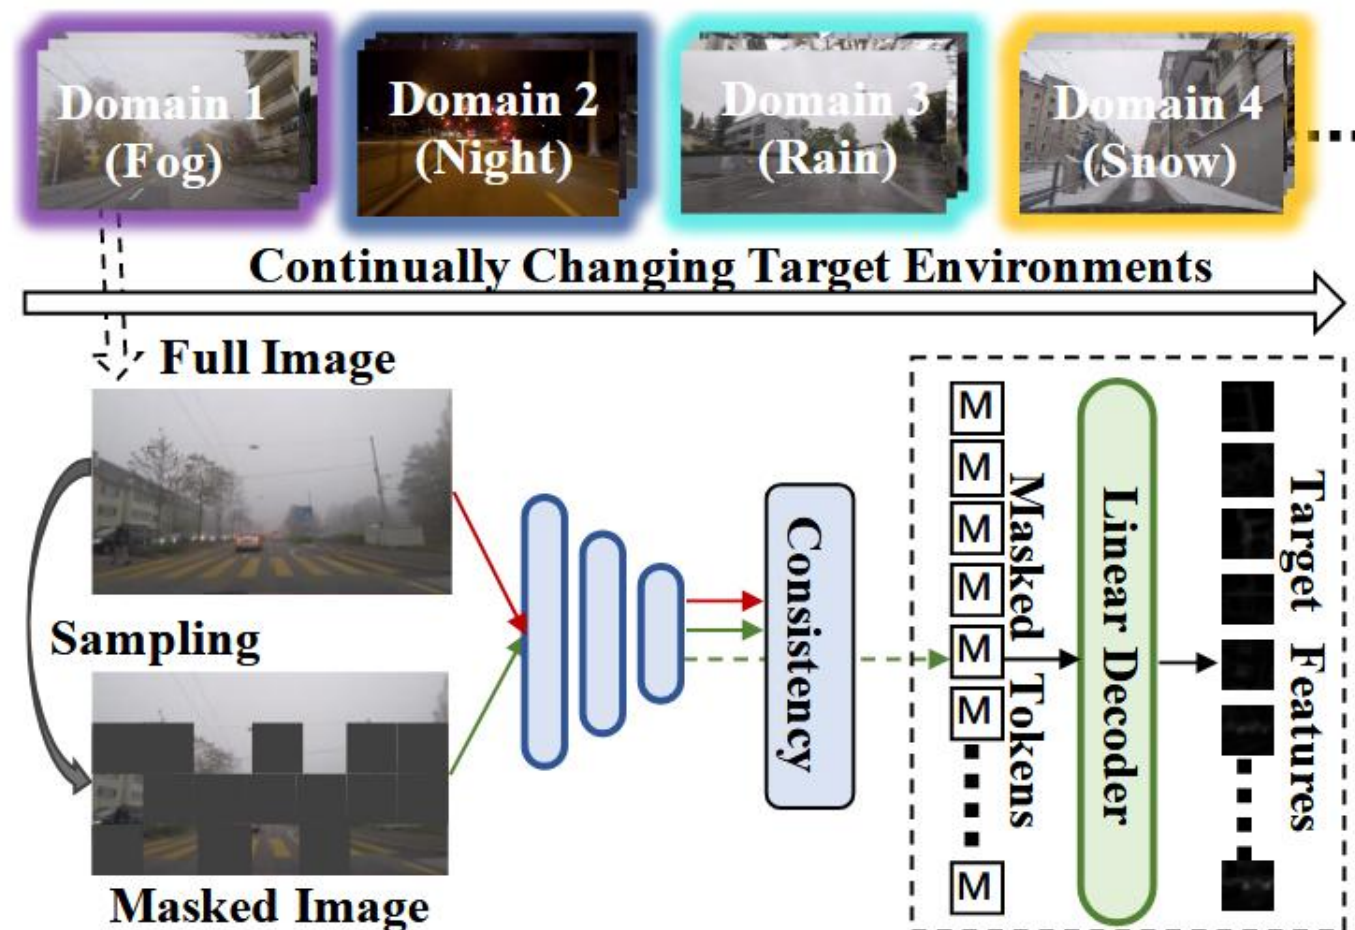 Domain 1
(Fog)
Domain 2
(Night)
Domain 3
(Rain)
Domain 4
(Snow)
Continually Changing Target Environments
Full Image
Sampling
Masked Image
Consistency
M
M
M
M
M
M
M
Masked Tokens
Linear Decoder
Target Features